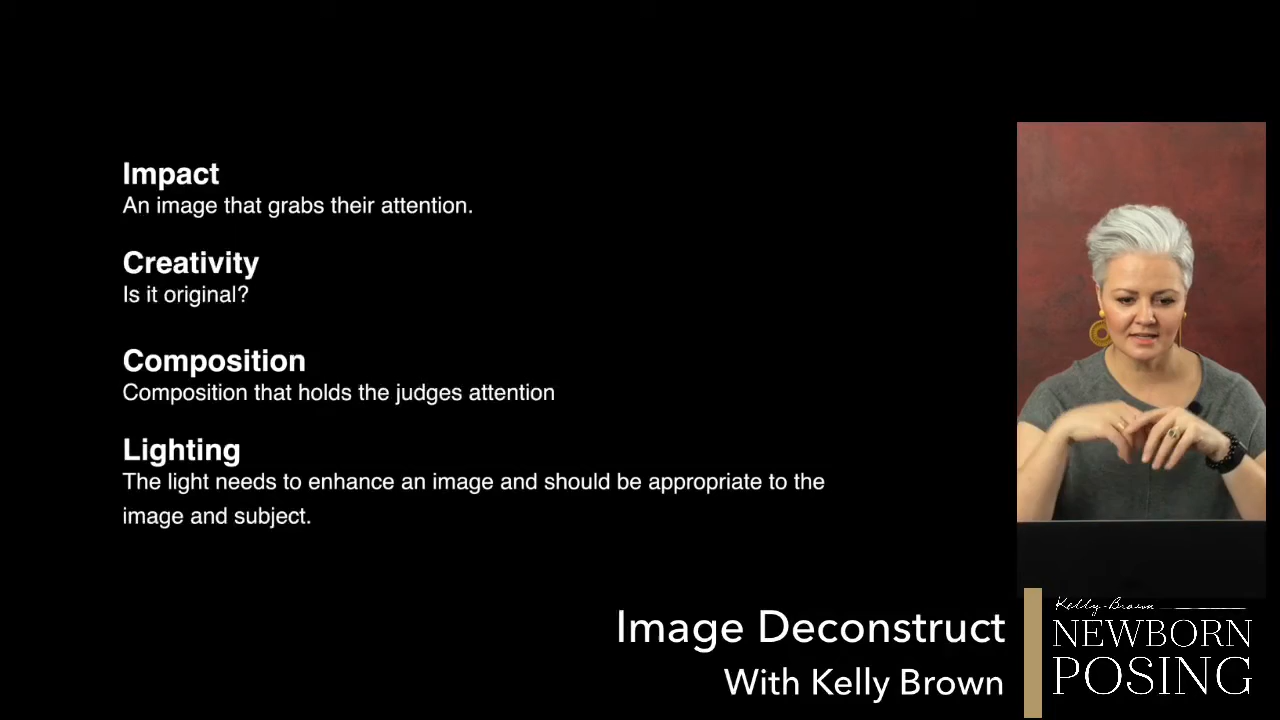 Impact
An image that grabs their attention.
Creativity
Is it original?
Composition
Composition that holds the judges attention
Lighting
The light needs to enhance an image and should be appropriate to the
image and subject.
Image Deconstruct
With Kelly Brown
Kelly Brown
NEWBORN
POSING